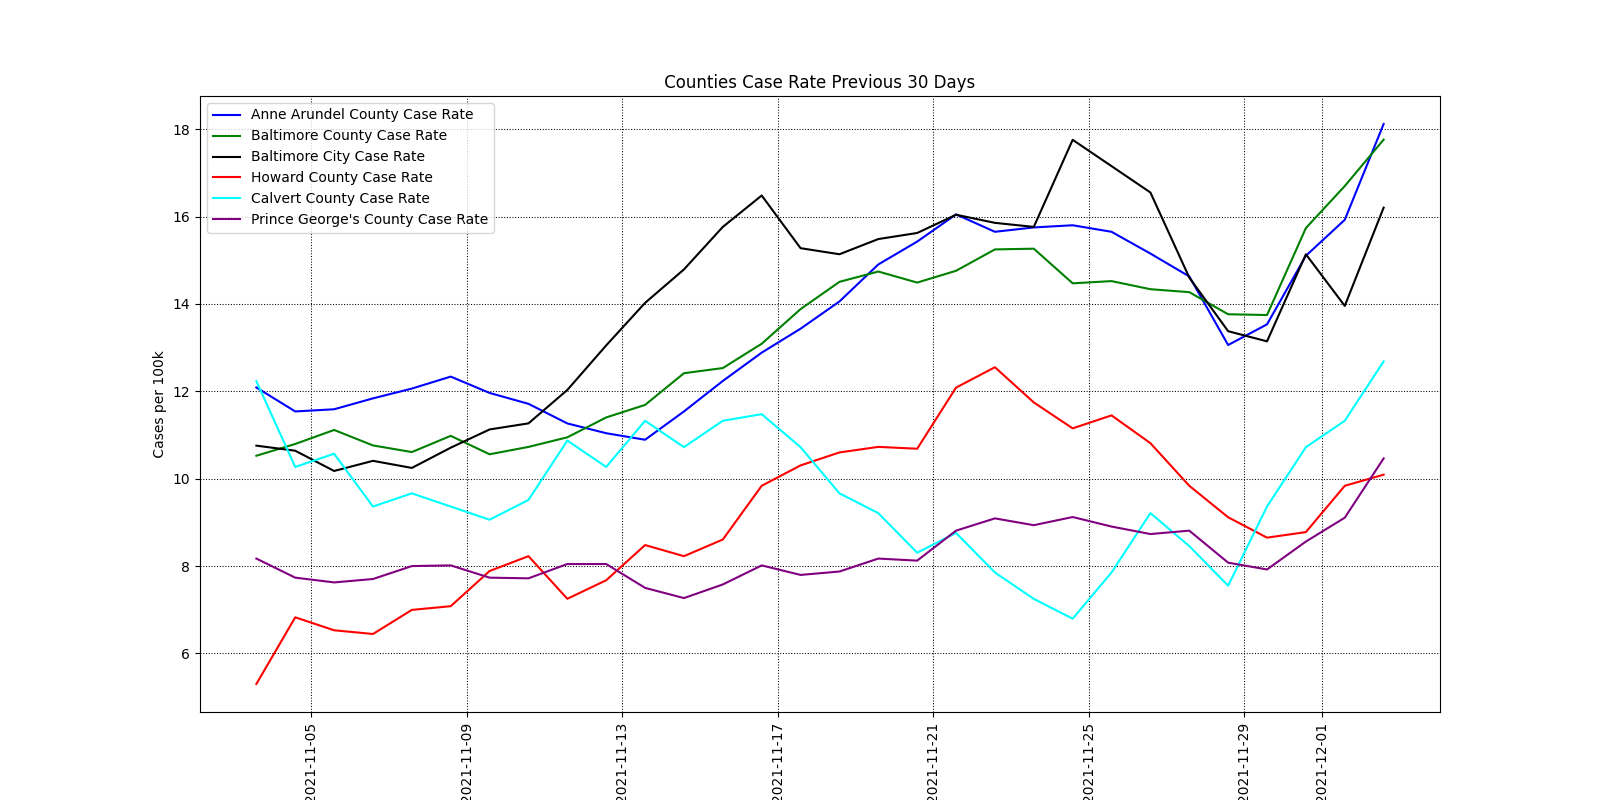 Counties Case Rate Previous 30 Days
Anne Arundel County Case Rate
Baltimore County Case Rate
Baltimore City Case Rate
Howard County Case Rate
Calvert County Case Rate
Prince George's County Case Rate
Cases per 100k
18
16
14
12
10
8
6
2021-11-05
2021-11-09
2021-11-13
2021-11-17
2021-11-21
2021-11-25
2021-11-29
2021-12-01